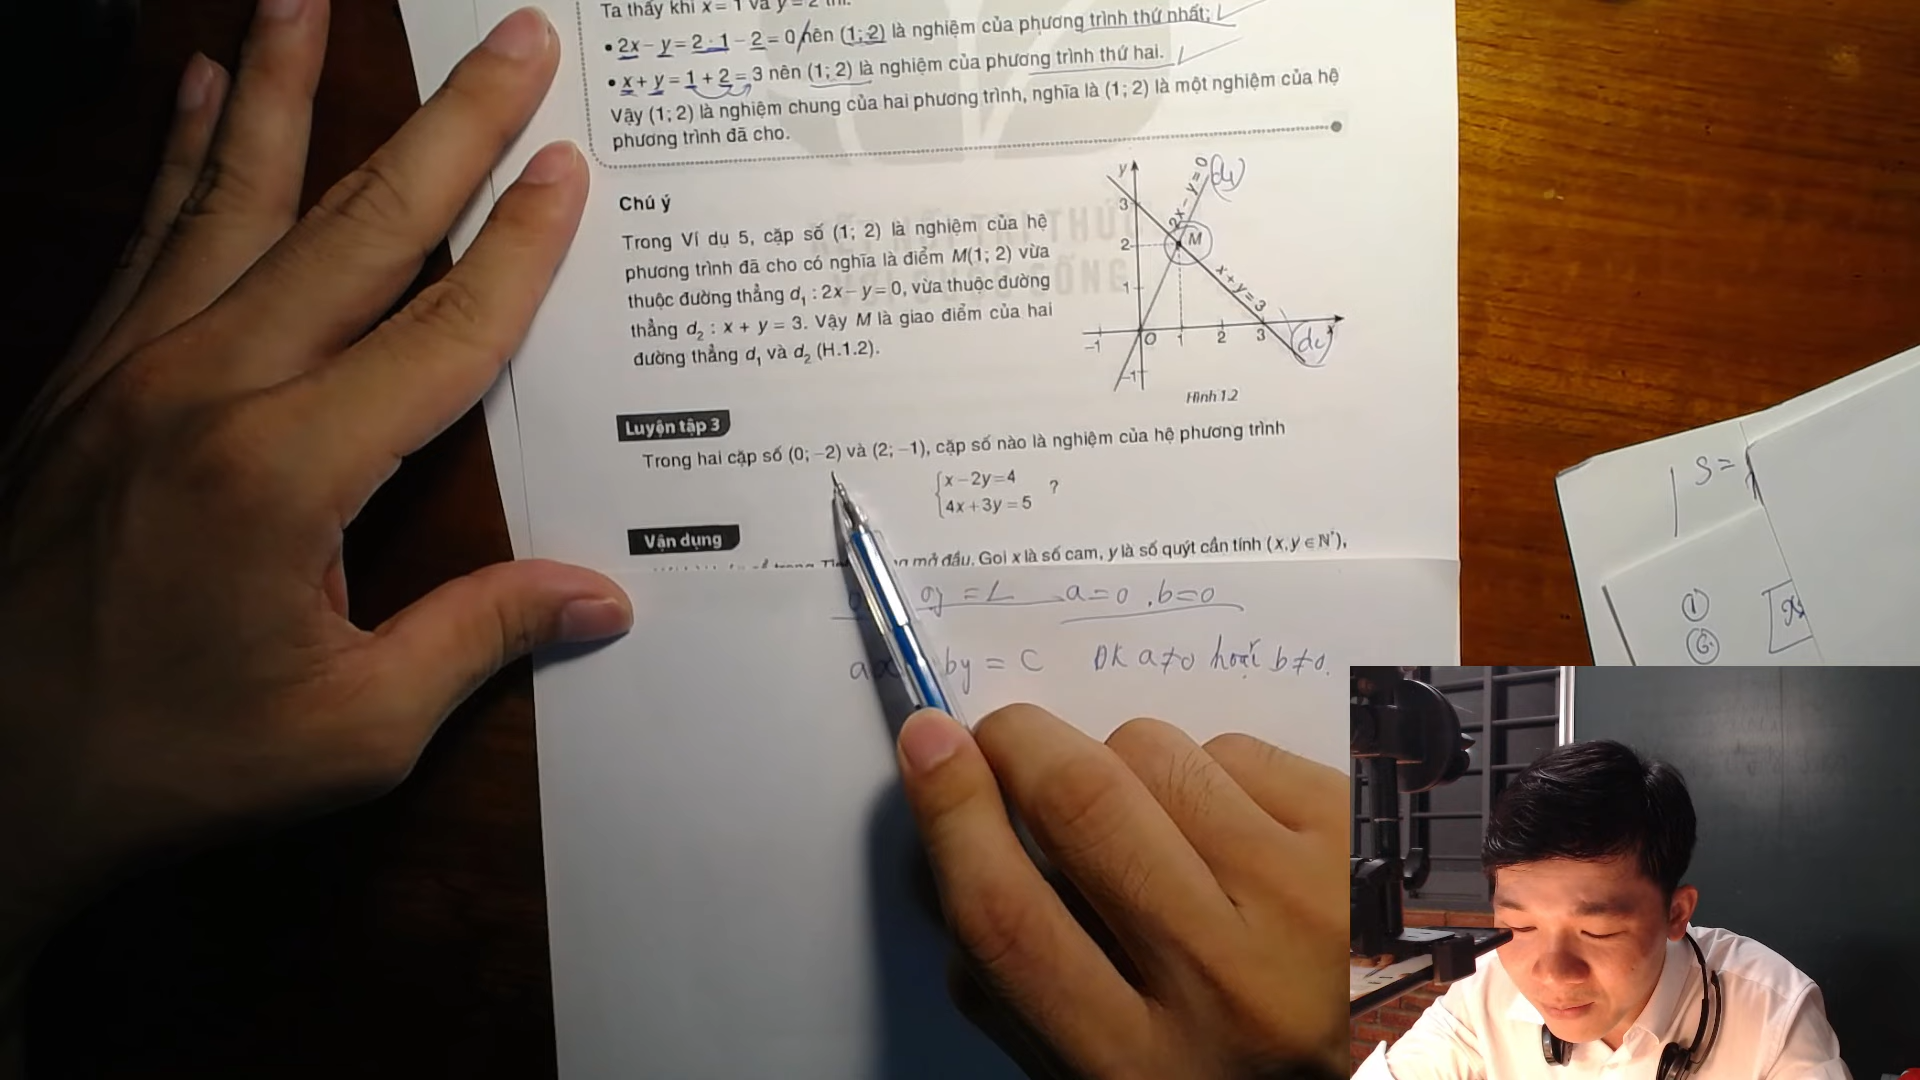 Ta thấy khi x = 1 và y = 2 thì:
• 2x – y = 2 · 1 – 2 = 0 nên (1; 2) là nghiệm của phương trình thứ nhất;
• x + y = 1 + 2 = 3 nên (1; 2) là nghiệm của phương trình thứ hai.
Vậy (1; 2) là nghiệm chung của hai phương trình, nghĩa là (1; 2) là một nghiệm của hệ
phương trình đã cho.
Chú ý
Trong Ví dụ 5, cặp số (1; 2) là nghiệm của hệ
phương trình đã cho có nghĩa là điểm M(1; 2) vừa
thuộc đường thẳng d₁ : 2x – y = 0, vừa thuộc đường
thẳng d₂ : x + y = 3. Vậy M là giao điểm của hai
đường thẳng d₁ và d₂ (H.1.2).
y
2x – y = 0
(d₁)
3
2
M
1
x + y = 3
–1
O
1
2
3
x
(d₂)
–1
Hình 1.2
Luyện tập 3
Trong hai cặp số (0; –2) và (2; –1), cặp số nào là nghiệm của hệ phương trình
x – 2y = 4
4x + 3y = 5 ?
Vận dụng
mở đầu. Gọi x là số cam, y là số quýt cần tính (x, y ∈ ℕ*),
0y = a = 0 , b = 0
by = c ĐK a ≠ 0 hoặc b ≠ 0.
S =
①